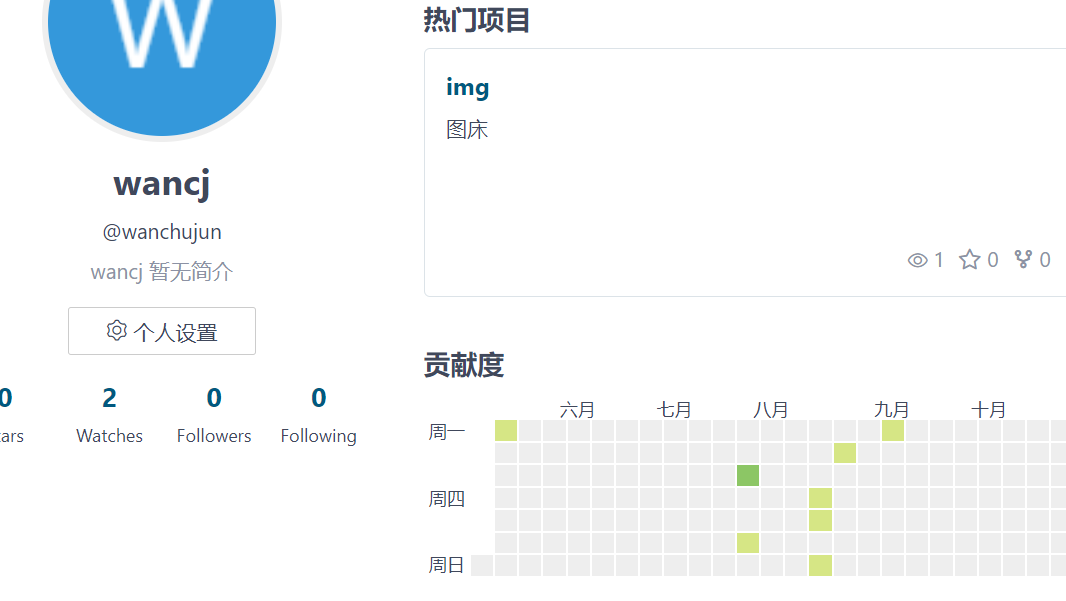 W
wancj
@wanchujun
wancj 暂无简介
个人设置
0 2 0 0
ars Watches Followers Following
热门项目
img
图床
1 0 0
贡献度
六月 七月 八月 九月 十月
周一
周四
周日